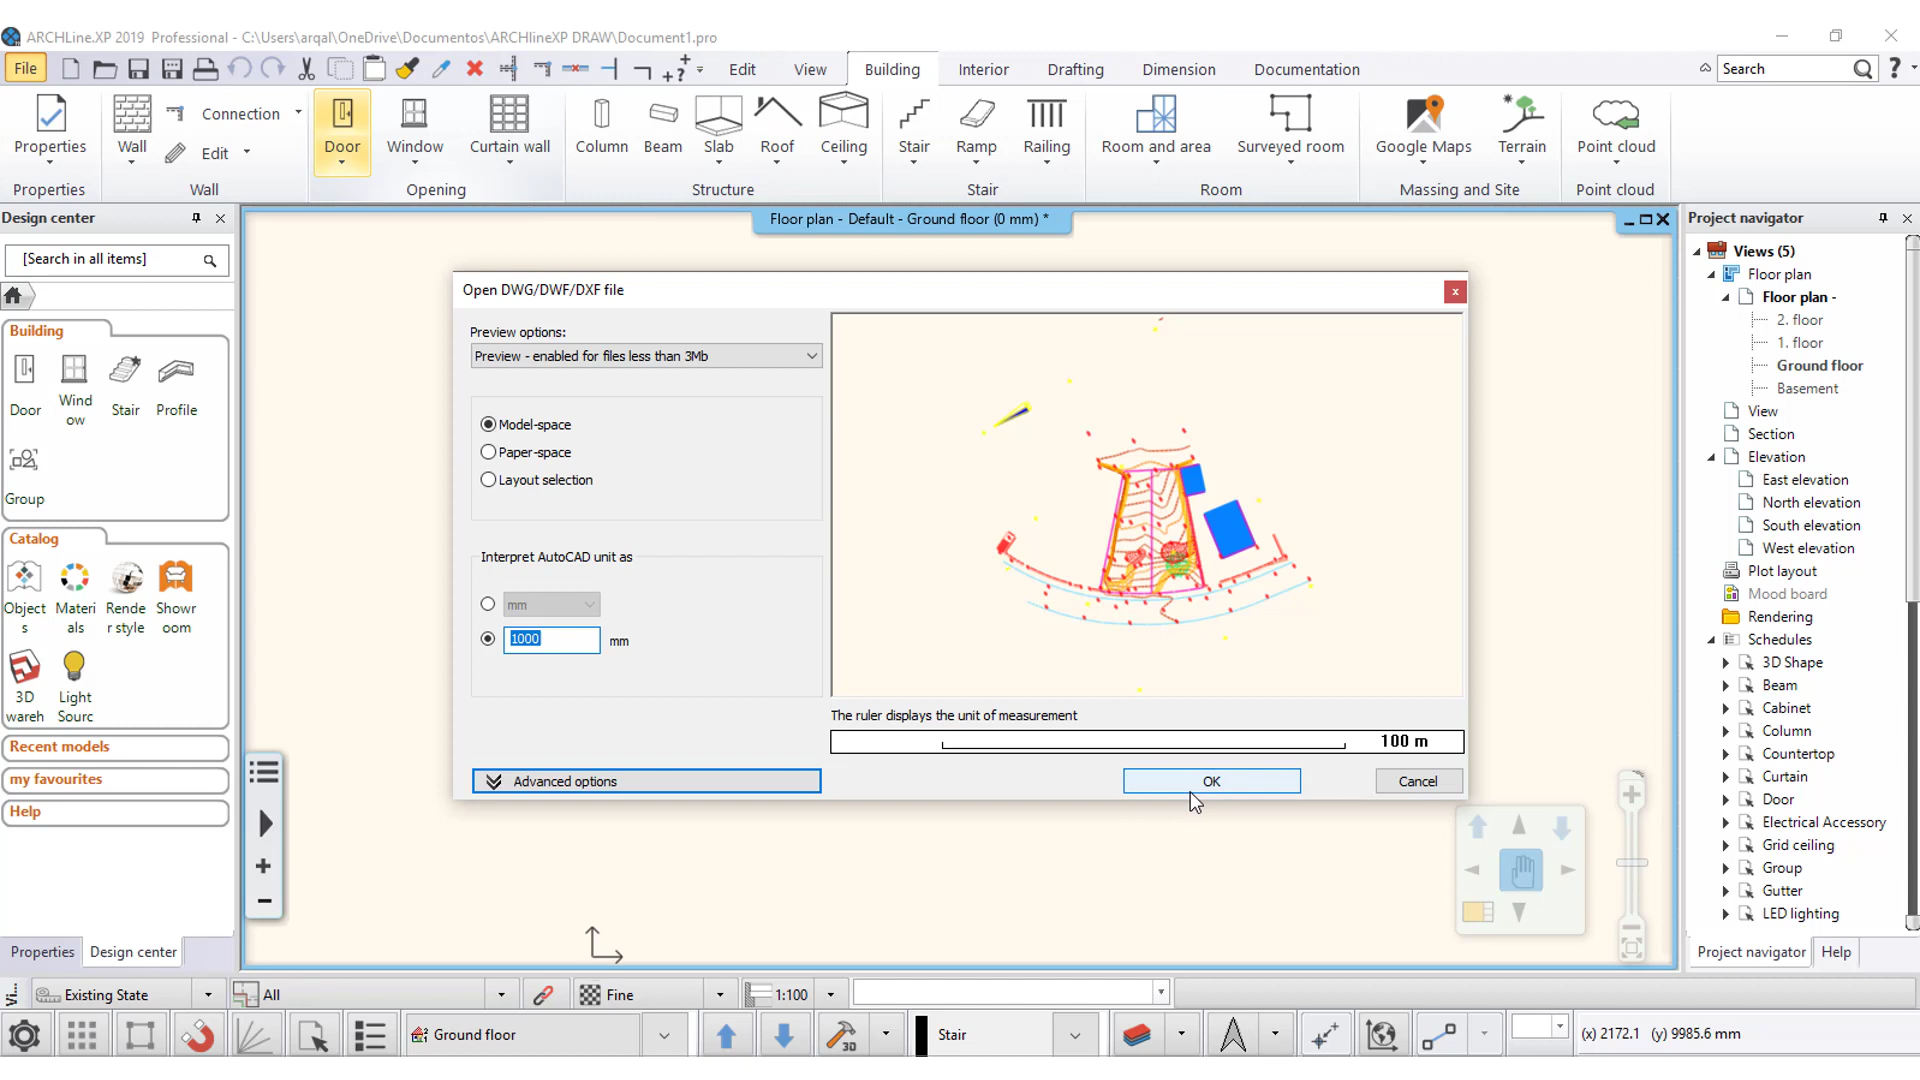 ARCHLine.XP 2019 Professional - C:\Users\arqal\OneDrive\Documentos\ARCHlineXP DRAW\Document1.pro
File
Edit
View
Building
Interior
Drafting
Dimension
Documentation
Search
Properties
Wall
Connection
Edit
Door
Window
Curtain wall
Column
Beam
Slab
Roof
Ceiling
Stair
Ramp
Railing
Room and area
Surveyed room
Google Maps
Terrain
Point cloud
Properties
Wall
Opening
Structure
Stair
Room
Massing and Site
Point cloud
Design center
[Search in all items]
Building
Door
Wind
ow
Stair
Profile
Group
Catalog
Object
s
Materi
als
Rende
r style
Showr
oom
3D
wareh
Light
Sourc
Recent models
my favourites
Help
Properties
Design center
Floor plan - Default - Ground floor (0 mm) *
Open DWG/DWF/DXF file
Preview options:
Preview - enabled for files less than 3Mb
Model-space
Paper-space
Layout selection
Interpret AutoCAD unit as
mm
1000
mm
Advanced options
The ruler displays the unit of measurement
100 m
OK
Cancel
Project navigator
Views (5)
Floor plan
Floor plan -
2. floor
1. floor
Ground floor
Basement
View
Section
Elevation
East elevation
North elevation
South elevation
West elevation
Plot layout
Mood board
Rendering
Schedules
3D Shape
Beam
Cabinet
Column
Countertop
Curtain
Door
Electrical Accessory
Grid ceiling
Group
Gutter
LED lighting
Project navigator
Help
Vi...
Existing State
All
Fine
1:100
Ground floor
3D
Stair
(x) 2172.1 (y) 9985.6 mm